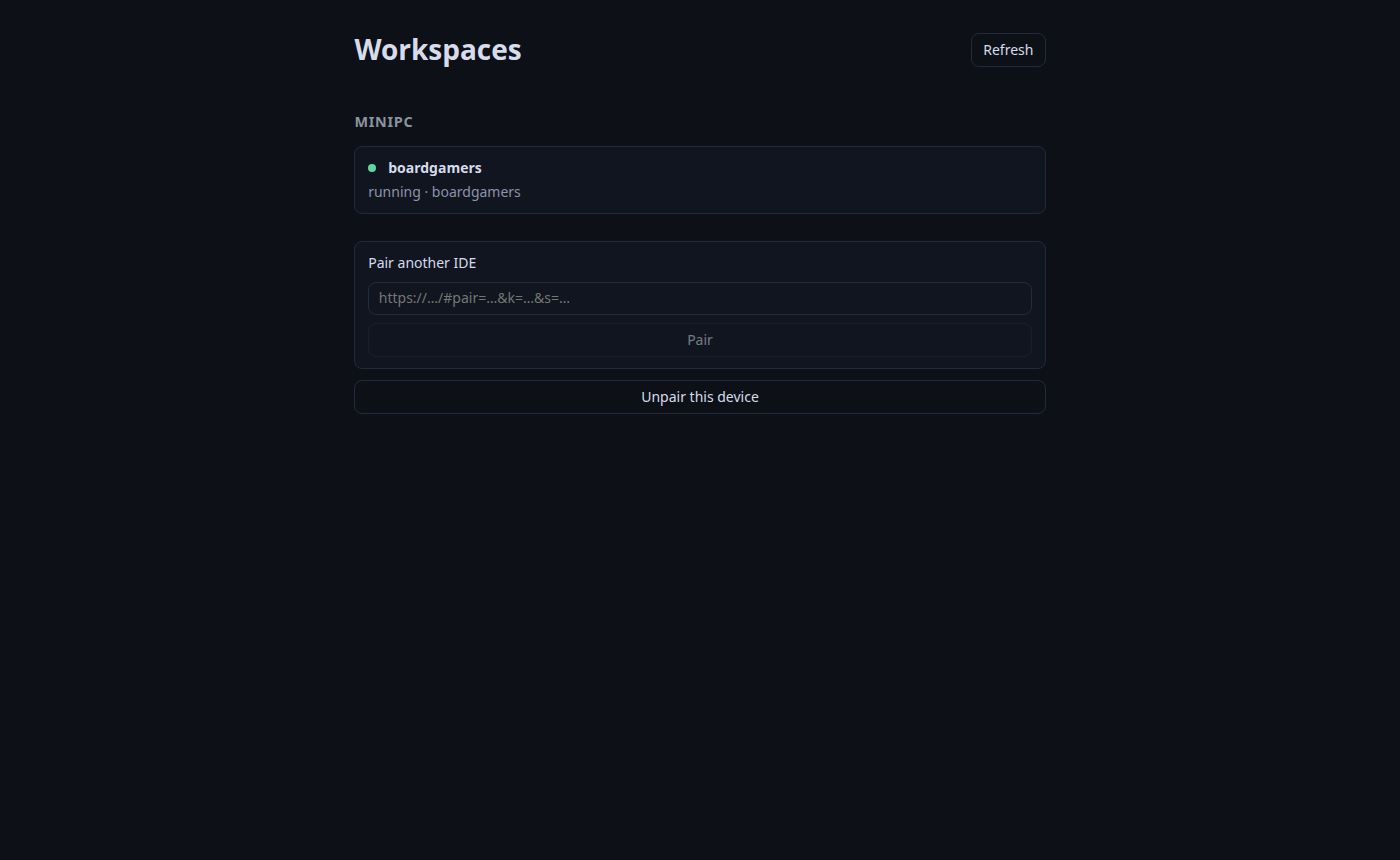 Workspaces
Refresh
MINIPC
boardgamers
running · boardgamers
Pair another IDE
https://.../#pair=...&k=...&s=...
Pair
Unpair this device